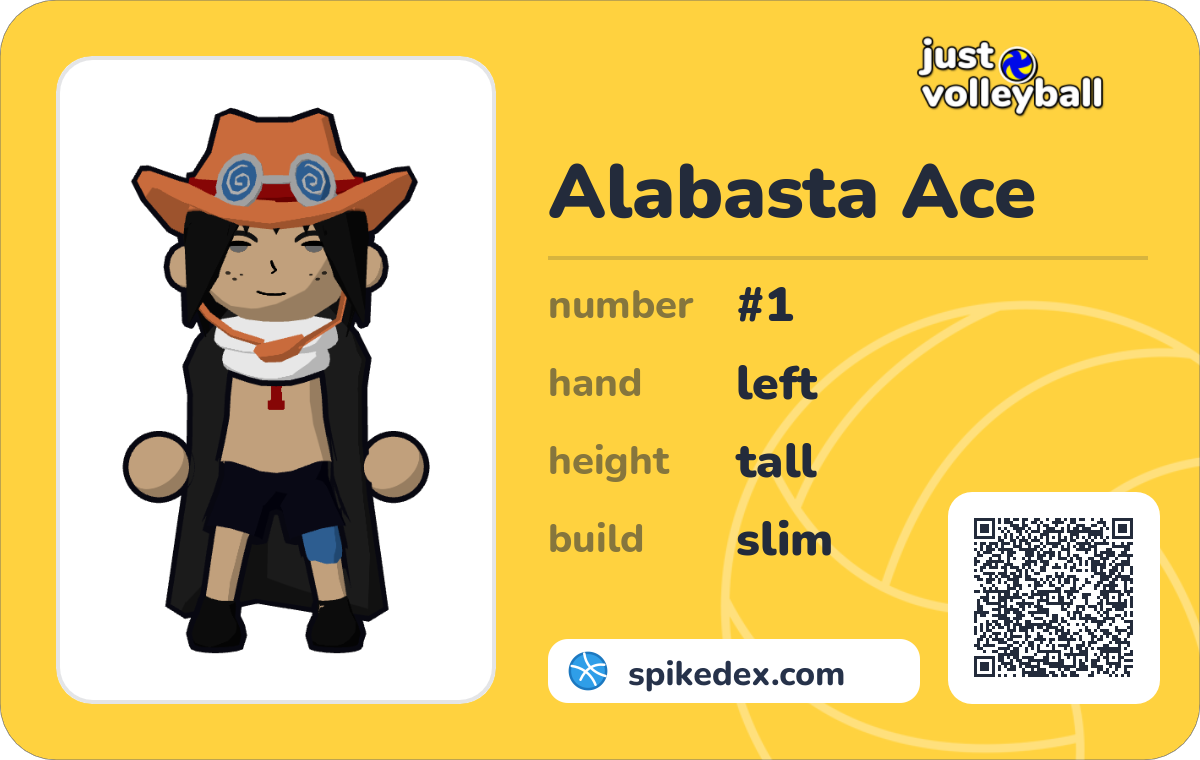 just
volleyball
Alabasta Ace
number #1
hand left
height tall
build slim
spikedex.com